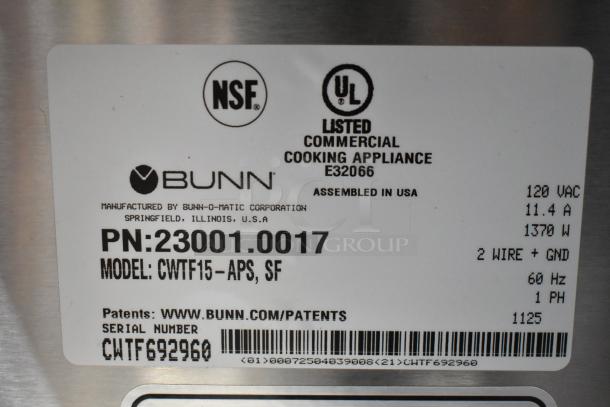 NSF®
UL®
LISTED
COMMERCIAL
COOKING APPLIANCE
E32066
ASSEMBLED IN USA
BUNN®
MANUFACTURED BY BUNN-O-MATIC CORPORATION
SPRINGFIELD, ILLINOIS, U.S.A
PN:23001.0017
MODEL: CWTF15-APS, SF
120 VAC
11.4 A
1370 W
2 WIRE + GND
60 Hz
1 PH
1125
Patents: WWW.BUNN.COM/PATENTS
SERIAL NUMBER
CWTF692960
(01)00072504039008(21)CWTF692960
GROUP